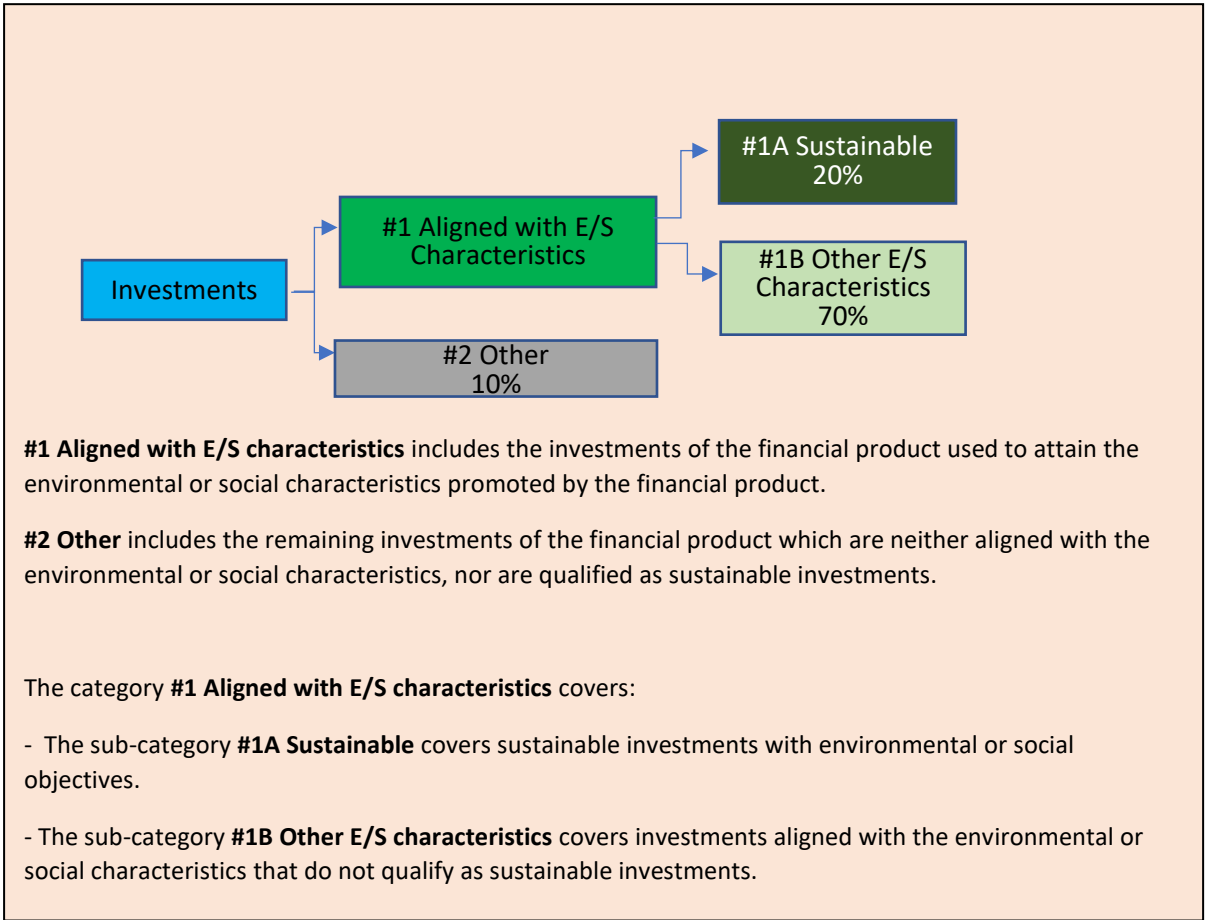 #1A Sustainable
20%
#1 Aligned with E/S
Characteristics
#1B Other E/S
Characteristics
70%
Investments
#2 Other
10%
#1 Aligned with E/S characteristics includes the investments of the financial product used to attain the
environmental or social characteristics promoted by the financial product.
#2 Other includes the remaining investments of the financial product which are neither aligned with the
environmental or social characteristics, nor are qualified as sustainable investments.
The category #1 Aligned with E/S characteristics covers:
- The sub-category #1A Sustainable covers sustainable investments with environmental or social
objectives.
- The sub-category #1B Other E/S characteristics covers investments aligned with the environmental or
social characteristics that do not qualify as sustainable investments.